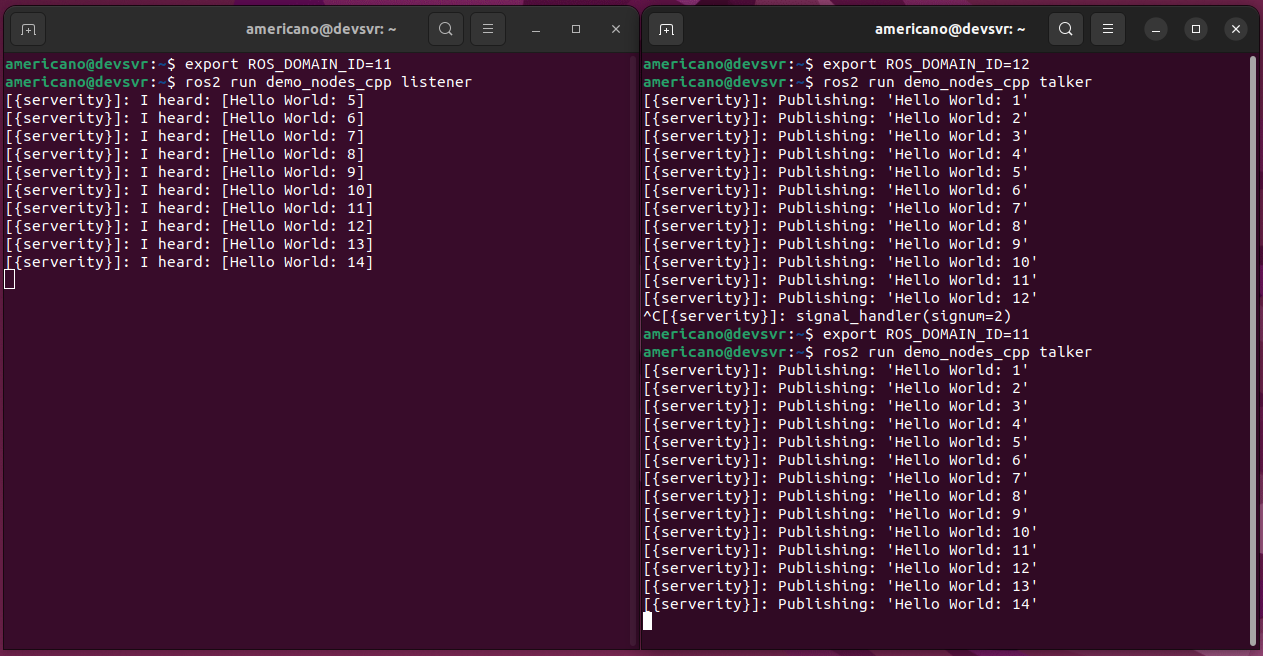 americano@devsvr: ~
americano@devsvr:~$ export ROS_DOMAIN_ID=11
americano@devsvr:~$ ros2 run demo_nodes_cpp listener
[{serverity}]: I heard: [Hello World: 5]
[{serverity}]: I heard: [Hello World: 6]
[{serverity}]: I heard: [Hello World: 7]
[{serverity}]: I heard: [Hello World: 8]
[{serverity}]: I heard: [Hello World: 9]
[{serverity}]: I heard: [Hello World: 10]
[{serverity}]: I heard: [Hello World: 11]
[{serverity}]: I heard: [Hello World: 12]
[{serverity}]: I heard: [Hello World: 13]
[{serverity}]: I heard: [Hello World: 14]
americano@devsvr: ~
americano@devsvr:~$ export ROS_DOMAIN_ID=12
americano@devsvr:~$ ros2 run demo_nodes_cpp talker
[{serverity}]: Publishing: 'Hello World: 1'
[{serverity}]: Publishing: 'Hello World: 2'
[{serverity}]: Publishing: 'Hello World: 3'
[{serverity}]: Publishing: 'Hello World: 4'
[{serverity}]: Publishing: 'Hello World: 5'
[{serverity}]: Publishing: 'Hello World: 6'
[{serverity}]: Publishing: 'Hello World: 7'
[{serverity}]: Publishing: 'Hello World: 8'
[{serverity}]: Publishing: 'Hello World: 9'
[{serverity}]: Publishing: 'Hello World: 10'
[{serverity}]: Publishing: 'Hello World: 11'
[{serverity}]: Publishing: 'Hello World: 12'
^C[{serverity}]: signal_handler(signum=2)
americano@devsvr:~$ export ROS_DOMAIN_ID=11
americano@devsvr:~$ ros2 run demo_nodes_cpp talker
[{serverity}]: Publishing: 'Hello World: 1'
[{serverity}]: Publishing: 'Hello World: 2'
[{serverity}]: Publishing: 'Hello World: 3'
[{serverity}]: Publishing: 'Hello World: 4'
[{serverity}]: Publishing: 'Hello World: 5'
[{serverity}]: Publishing: 'Hello World: 6'
[{serverity}]: Publishing: 'Hello World: 7'
[{serverity}]: Publishing: 'Hello World: 8'
[{serverity}]: Publishing: 'Hello World: 9'
[{serverity}]: Publishing: 'Hello World: 10'
[{serverity}]: Publishing: 'Hello World: 11'
[{serverity}]: Publishing: 'Hello World: 12'
[{serverity}]: Publishing: 'Hello World: 13'
[{serverity}]: Publishing: 'Hello World: 14'